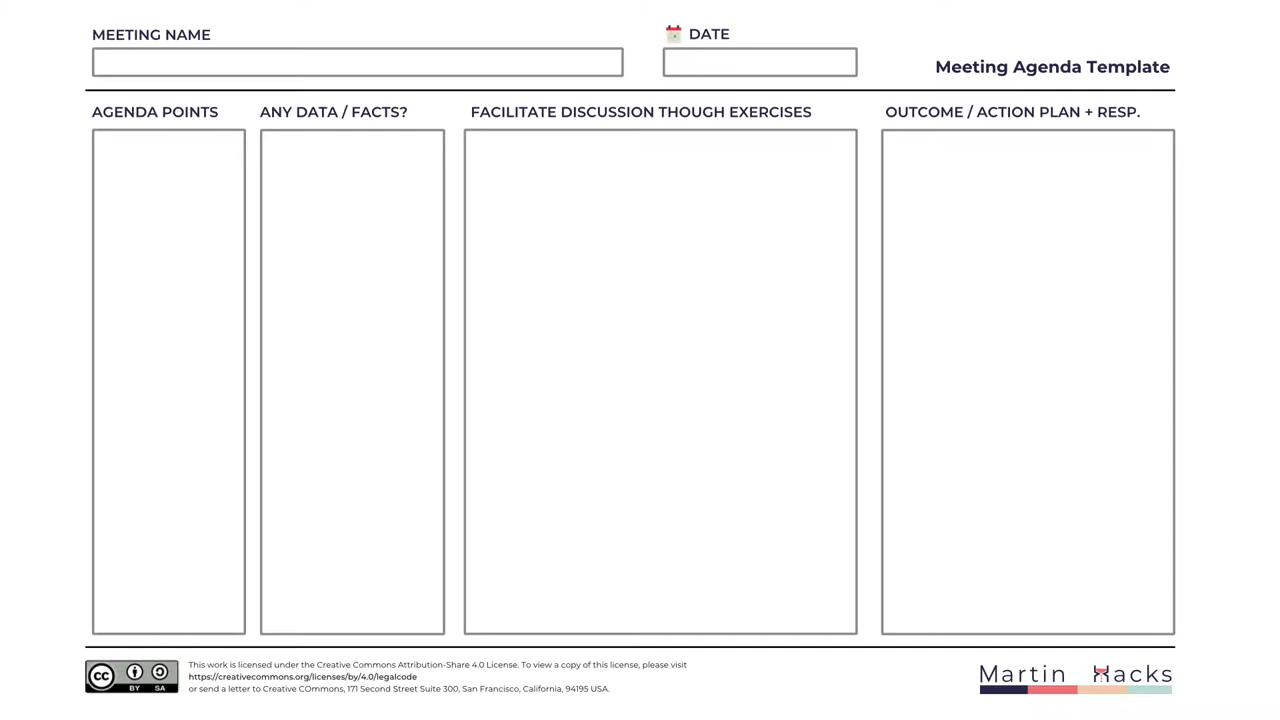 MEETING NAME
DATE
Meeting Agenda Template
AGENDA POINTS
ANY DATA / FACTS?
FACILITATE DISCUSSION THOUGH EXERCISES
OUTCOME / ACTION PLAN + RESP.
cc BY SA
This work is licensed under the Creative Commons Attribution-Share 4.0 License. To view a copy of this license, please visit
https://creativecommons.org/licenses/by/4.0/legalcode
or send a letter to Creative COmmons, 171 Second Street Suite 300, San Francisco, California, 94195 USA.
Martin Hacks